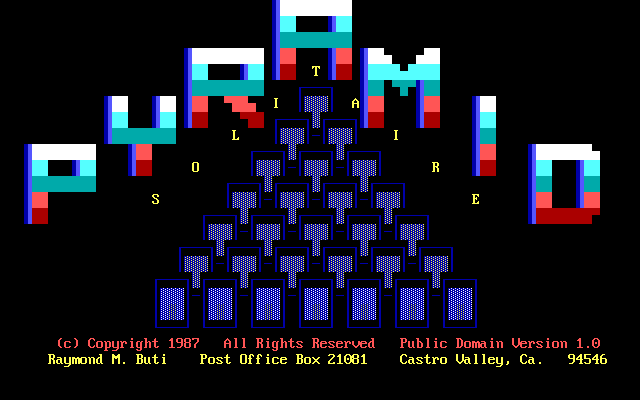 PYRAMID
SOLITAIRE
(c) Copyright 1987 All Rights Reserved Public Domain Version 1.0
Raymond M. Buti Post Office Box 21081 Castro Valley, Ca. 94546